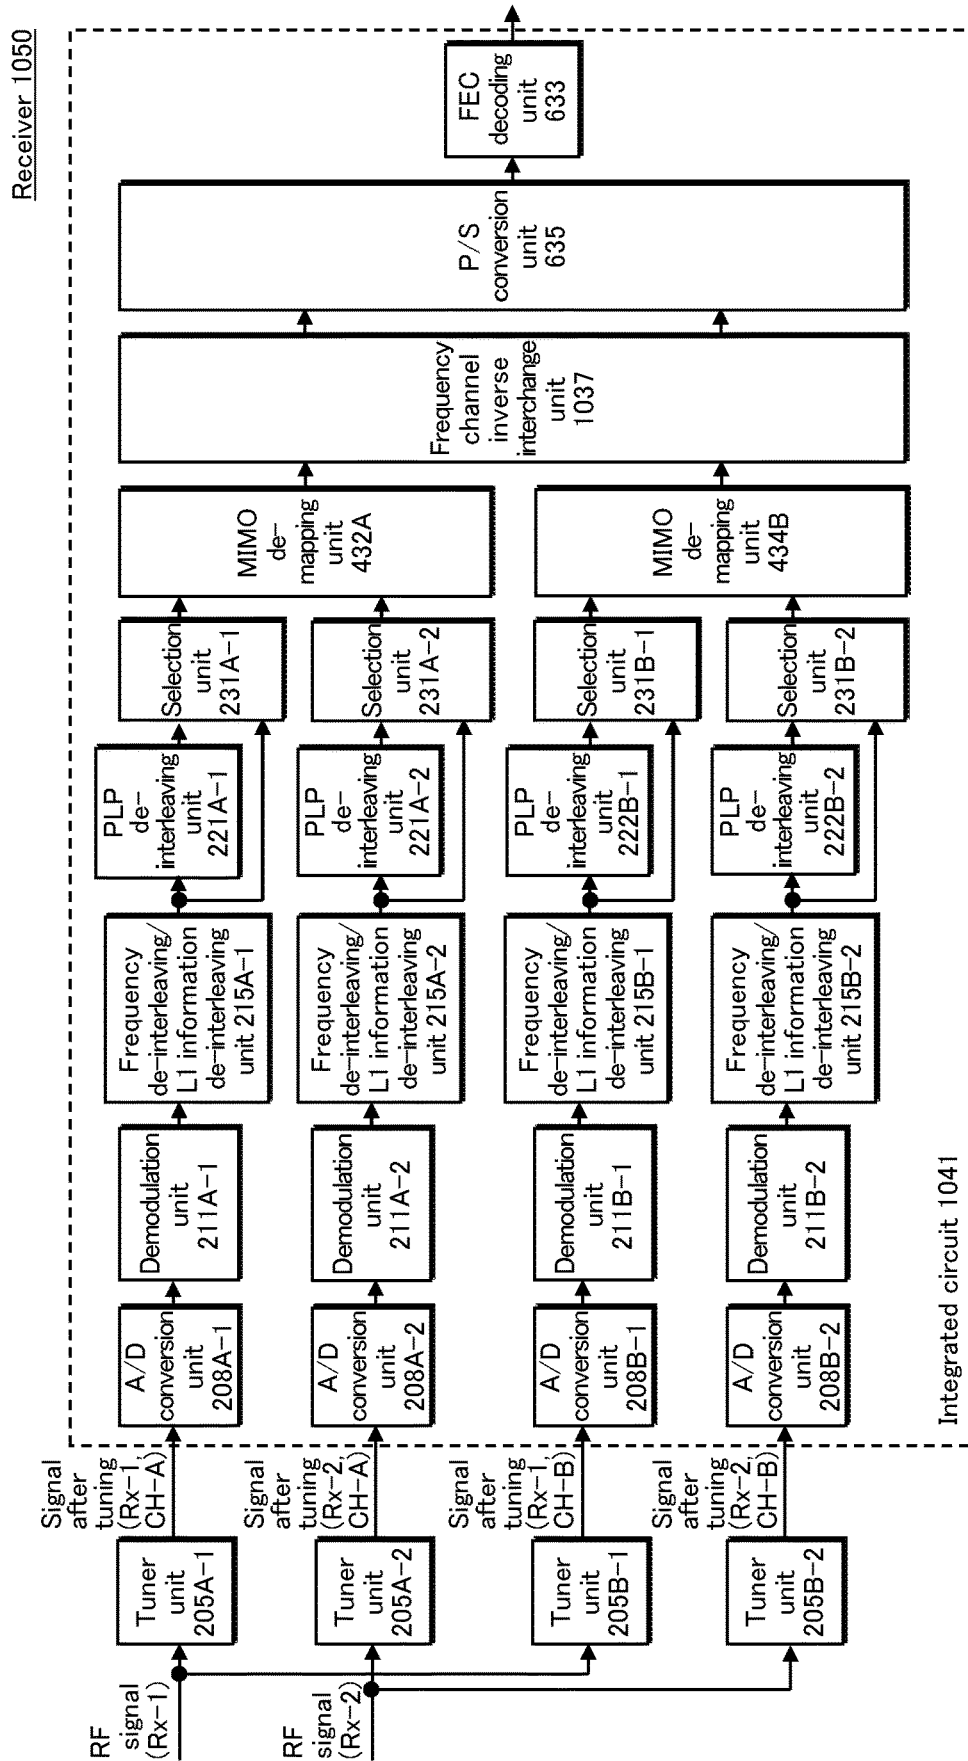 Receiver 1050
RF
signal
(Rx-1)
RF
signal
(Rx-2)
Tuner
unit
205A-1
Tuner
unit
205A-2
Tuner
unit
205B-1
Tuner
unit
205B-2
Signal
after
tuning
(Rx-1,
CH-A)
Signal
after
tuning
(Rx-2,
CH-A)
Signal
after
tuning
(Rx-1,
CH-B)
Signal
after
tuning
(Rx-2,
CH-B)
A/D
conversion
unit
208A-1
A/D
conversion
unit
208A-2
A/D
conversion
unit
208B-1
A/D
conversion
unit
208B-2
Demodulation
unit
211A-1
Demodulation
unit
211A-2
Demodulation
unit
211B-1
Demodulation
unit
211B-2
Frequency
de-interleaving/
L1 information
de-interleaving
unit 215A-1
Frequency
de-interleaving/
L1 information
de-interleaving
unit 215A-2
Frequency
de-interleaving/
L1 information
de-interleaving
unit 215B-1
Frequency
de-interleaving/
L1 information
de-interleaving
unit 215B-2
PLP
de-
interleaving
unit
221A-1
PLP
de-
interleaving
unit
221A-2
PLP
de-
interleaving
unit
222B-1
PLP
de-
interleaving
unit
222B-2
Selection
unit
231A-1
Selection
unit
231A-2
Selection
unit
231B-1
Selection
unit
231B-2
MIMO
de-
mapping
unit
432A
MIMO
de-
mapping
unit
434B
Frequency
channel
inverse
interchange
unit
1037
P/S
conversion
unit
635
FEC
decoding
unit
633
Integrated circuit 1041